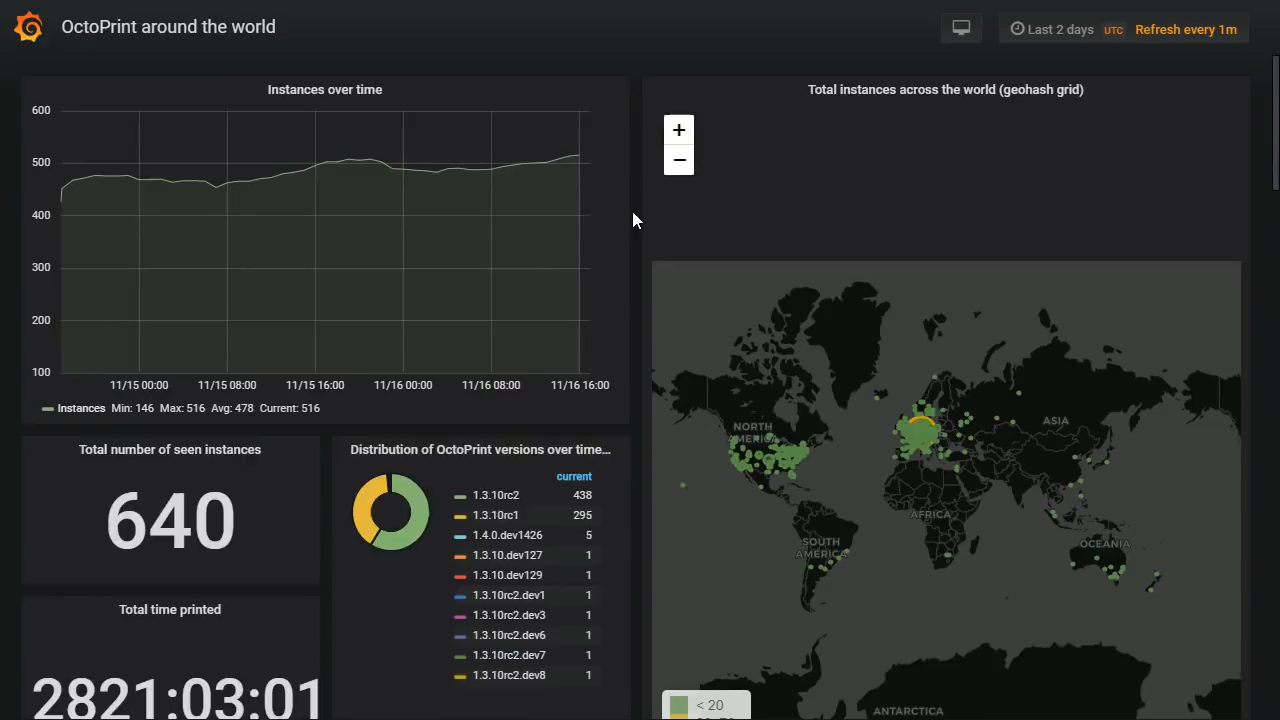 OctoPrint around the world
Last 2 days UTC Refresh every 1m
Instances over time
600
500
400
300
200
100
11/15 00:00 11/15 08:00 11/15 16:00 11/16 00:00 11/16 08:00 11/16 16:00
Instances Min: 146 Max: 516 Avg: 478 Current: 516
Total instances across the world (geohash grid)
+
−
NORTH
AMERICA
ASIA
AFRICA
SOUTH
AMERICA
OCEANIA
ANTARCTICA
< 20
Total number of seen instances
640
Total time printed
2821:03:01
Distribution of OctoPrint versions over time...
current
1.3.10rc2 438
1.3.10rc1 295
1.4.0.dev1426 5
1.3.10.dev127 1
1.3.10.dev129 1
1.3.10rc2.dev1 1
1.3.10rc2.dev3 1
1.3.10rc2.dev6 1
1.3.10rc2.dev7 1
1.3.10rc2.dev8 1